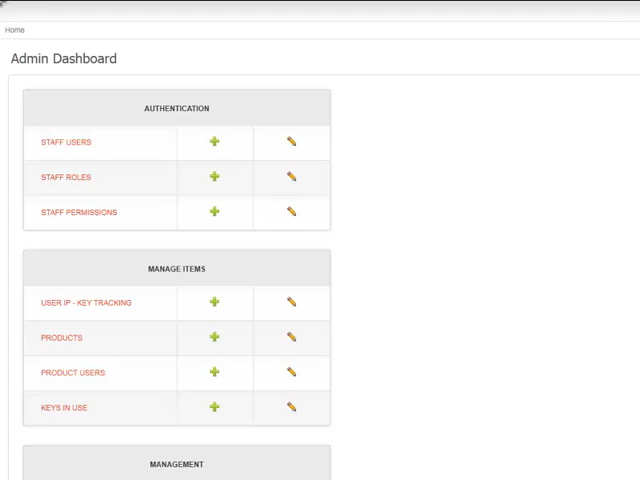 Home
Admin Dashboard
AUTHENTICATION
STAFF USERS
STAFF ROLES
STAFF PERMISSIONS
MANAGE ITEMS
USER IP - KEY TRACKING
PRODUCTS
PRODUCT USERS
KEYS IN USE
MANAGEMENT